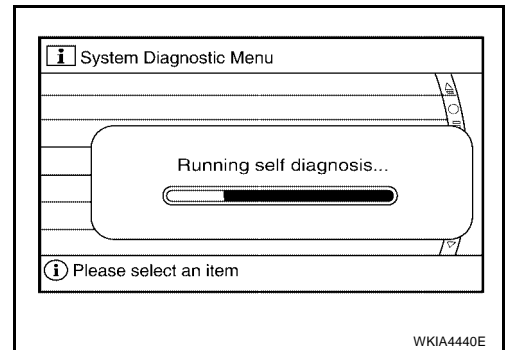 i System Diagnostic Menu
Running self diagnosis...
i Please select an item
WKIA4440E